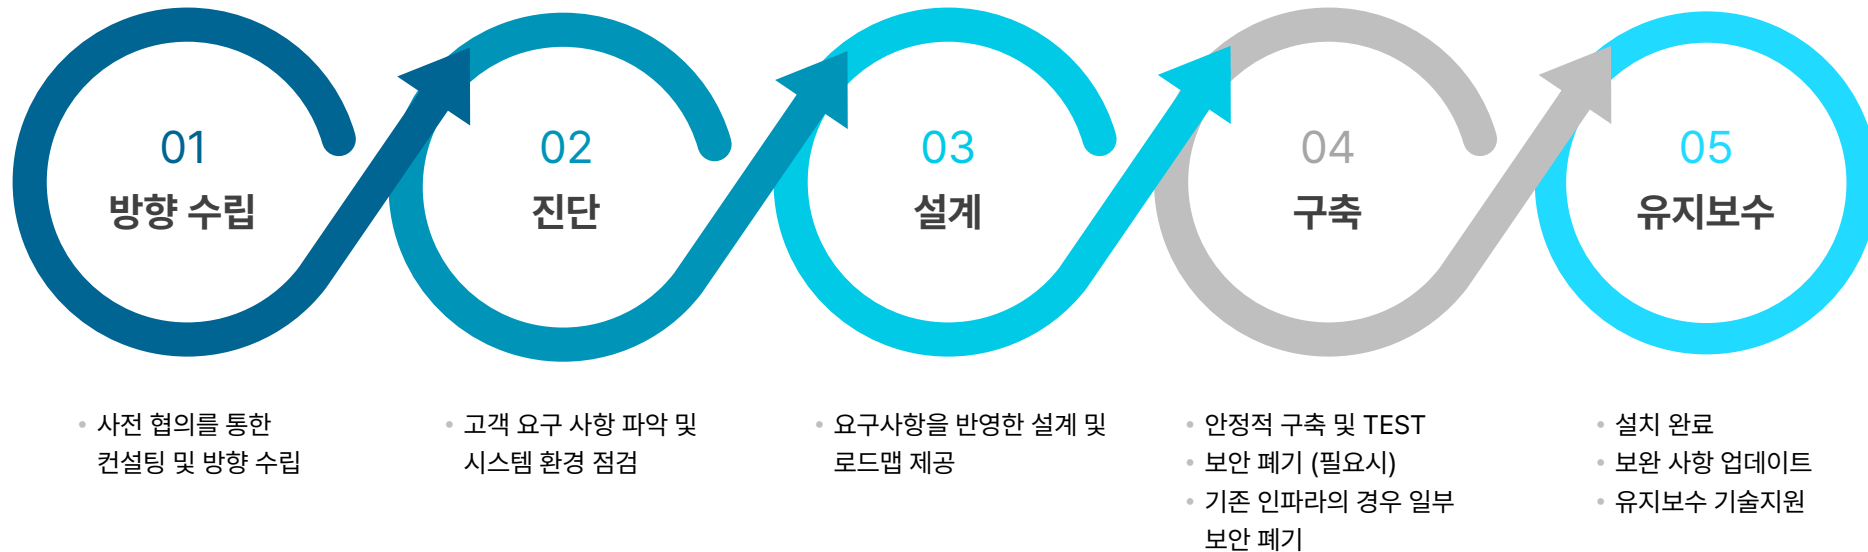 01
방향 수립
02
진단
03
설계
04
구축
05
유지보수
• 사전 협의를 통한
컨설팅 및 방향 수립
• 고객 요구 사항 파악 및
시스템 환경 점검
• 요구사항을 반영한 설계 및
로드맵 제공
• 안정적 구축 및 TEST
• 보안 폐기 (필요시)
• 기존 인파라의 경우 일부
보안 폐기
• 설치 완료
• 보완 사항 업데이트
• 유지보수 기술지원